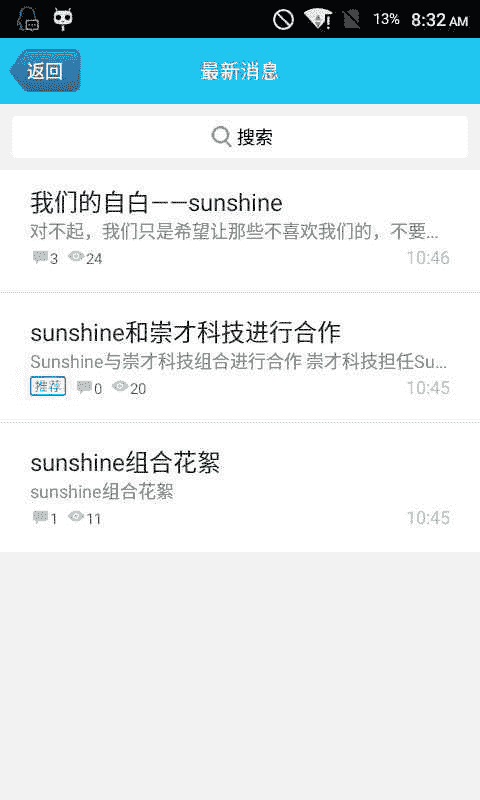 13% 8:32 AM
返回 最新消息
搜索
我们的自白——sunshine
对不起，我们只是希望让那些不喜欢我们的，不要...
3 24 10:46
sunshine和崇才科技进行合作
Sunshine与崇才科技组合进行合作 崇才科技担任Su...
推荐 0 20 10:45
sunshine组合花絮
sunshine组合花絮
1 11 10:45